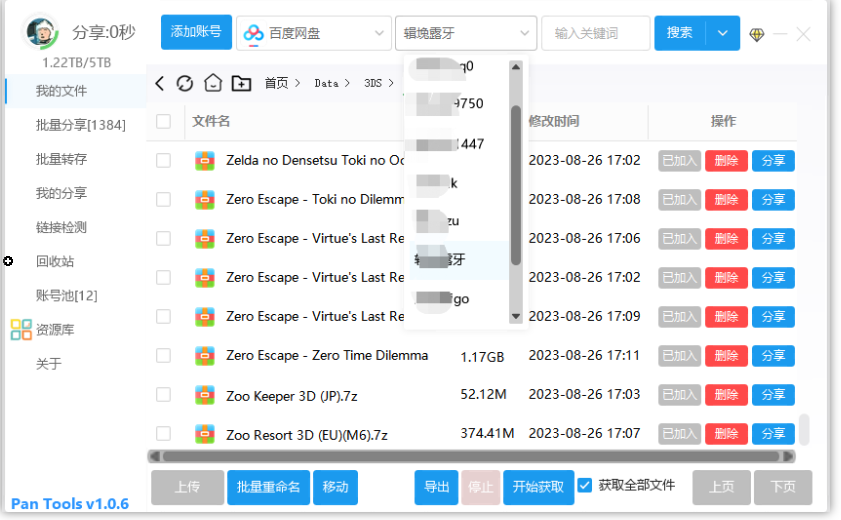 分享:0秒
添加账号
百度网盘
辑焕露牙
输入关键词
搜索
1.22TB/5TB
我的文件
批量分享[1384]
批量转存
我的分享
链接检测
回收站
账号池[12]
资源库
关于
首页 > Data > 3DS >
q0
9750
1447
k
zu
牙
go
文件名 修改时间 操作
Zelda no Densetsu Toki no Oc 2023-08-26 17:02 已加入 删除 分享
Zero Escape - Toki no Dilemm 2023-08-26 17:08 已加入 删除 分享
Zero Escape - Virtue's Last Re 2023-08-26 17:06 已加入 删除 分享
Zero Escape - Virtue's Last Re 2023-08-26 17:02 已加入 删除 分享
Zero Escape - Virtue's Last Re 2023-08-26 17:09 已加入 删除 分享
Zero Escape - Zero Time Dilemma 1.17GB 2023-08-26 17:11 已加入 删除 分享
Zoo Keeper 3D (JP).7z 52.12M 2023-08-26 17:03 已加入 删除 分享
Zoo Resort 3D (EU)(M6).7z 374.41M 2023-08-26 17:07 已加入 删除 分享
上传 批量重命名 移动 导出 停止 开始获取 获取全部文件 上页 下页
Pan Tools v1.0.6